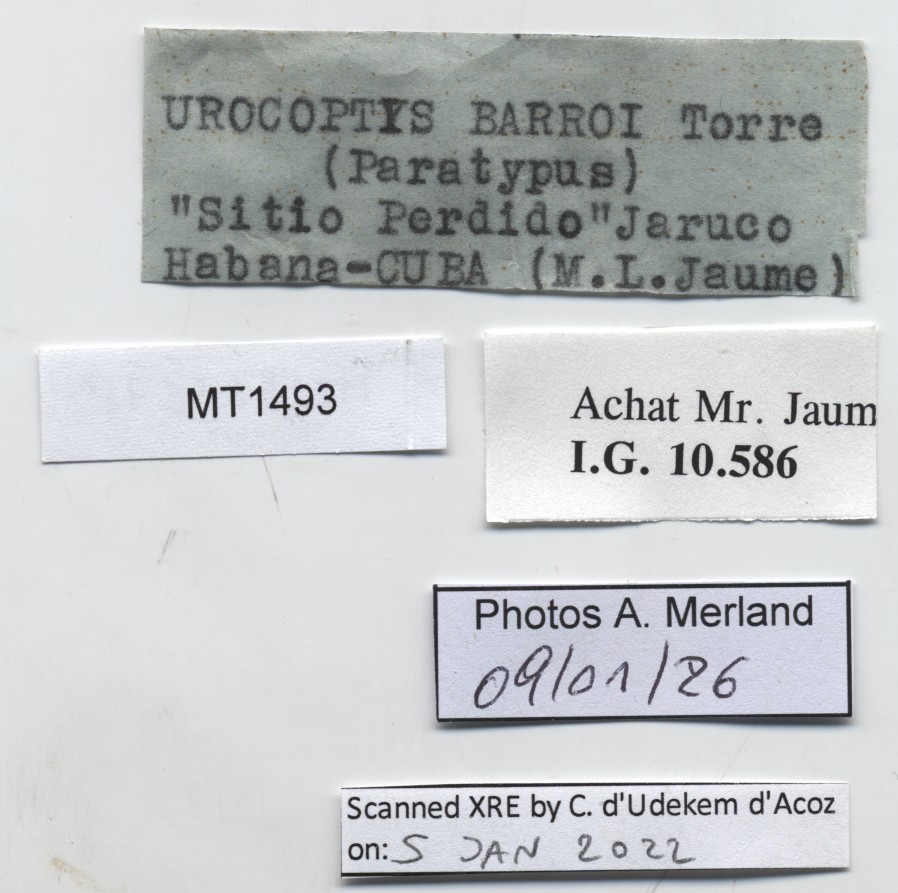 UROCOPTIS BARROI Torre
(Paratypus)
"Sitio Perdido"Jaruco
Habana-CUBA (M.L.Jaume)
MT1493
Achat Mr. Jaum
I.G. 10.586
Photos A. Merland
09/01/26
Scanned XRE by C. d'Udekem d'Acoz
on: 5 JAN 2022